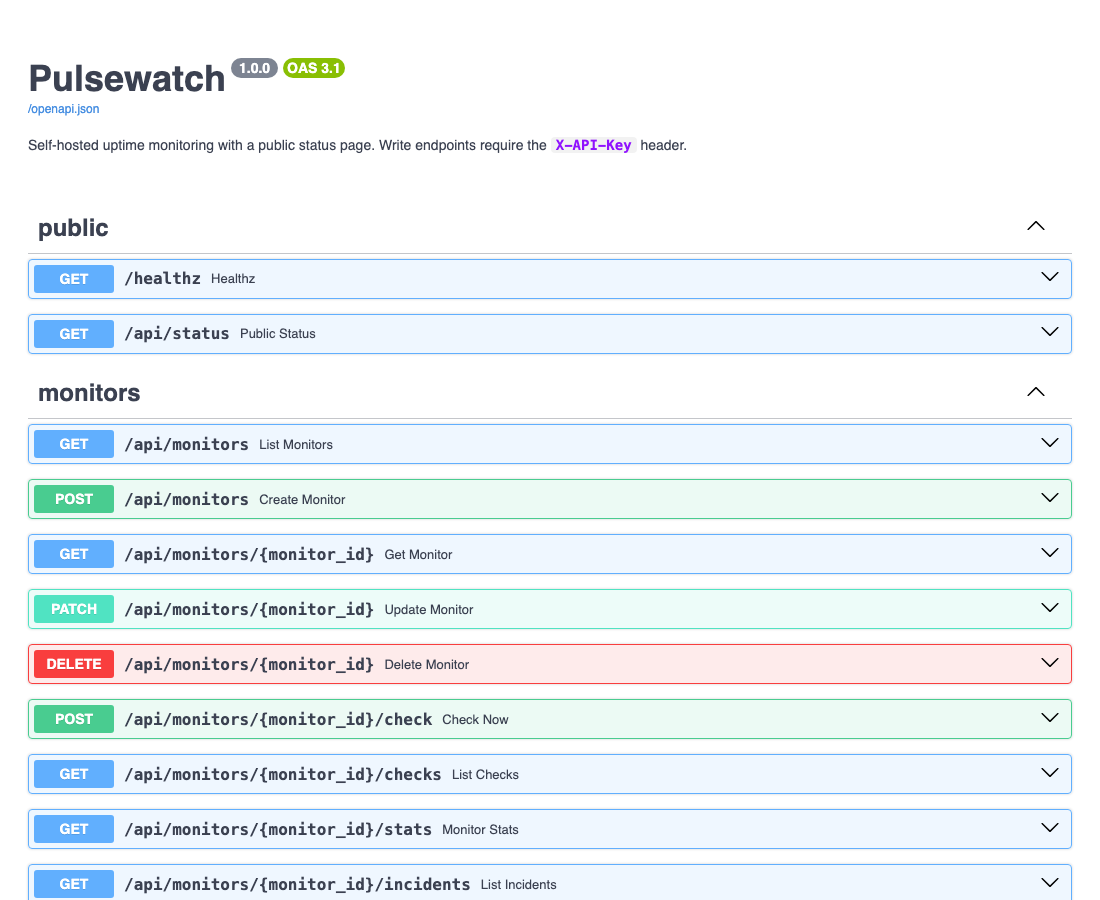 Pulsewatch 1.0.0 OAS 3.1
/openapi.json
Self-hosted uptime monitoring with a public status page. Write endpoints require the X-API-Key header.
public
GET /healthz Healthz
GET /api/status Public Status
monitors
GET /api/monitors List Monitors
POST /api/monitors Create Monitor
GET /api/monitors/{monitor_id} Get Monitor
PATCH /api/monitors/{monitor_id} Update Monitor
DELETE /api/monitors/{monitor_id} Delete Monitor
POST /api/monitors/{monitor_id}/check Check Now
GET /api/monitors/{monitor_id}/checks List Checks
GET /api/monitors/{monitor_id}/stats Monitor Stats
GET /api/monitors/{monitor_id}/incidents List Incidents